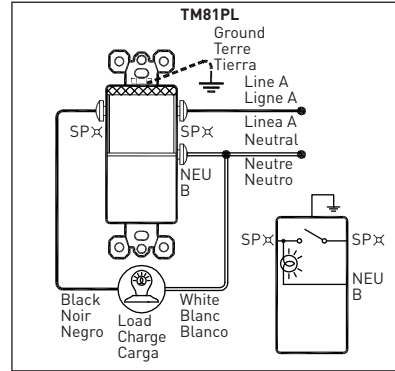 TM81PL
Ground
Terre
Tierra
Line A
Ligne A
Linea A
Neutral
Neutre
Neutro
SP
SP
NEU
B
Black
Noir
Negro
Load
Charge
Carga
White
Blanc
Blanco
SP
SP
NEU
B